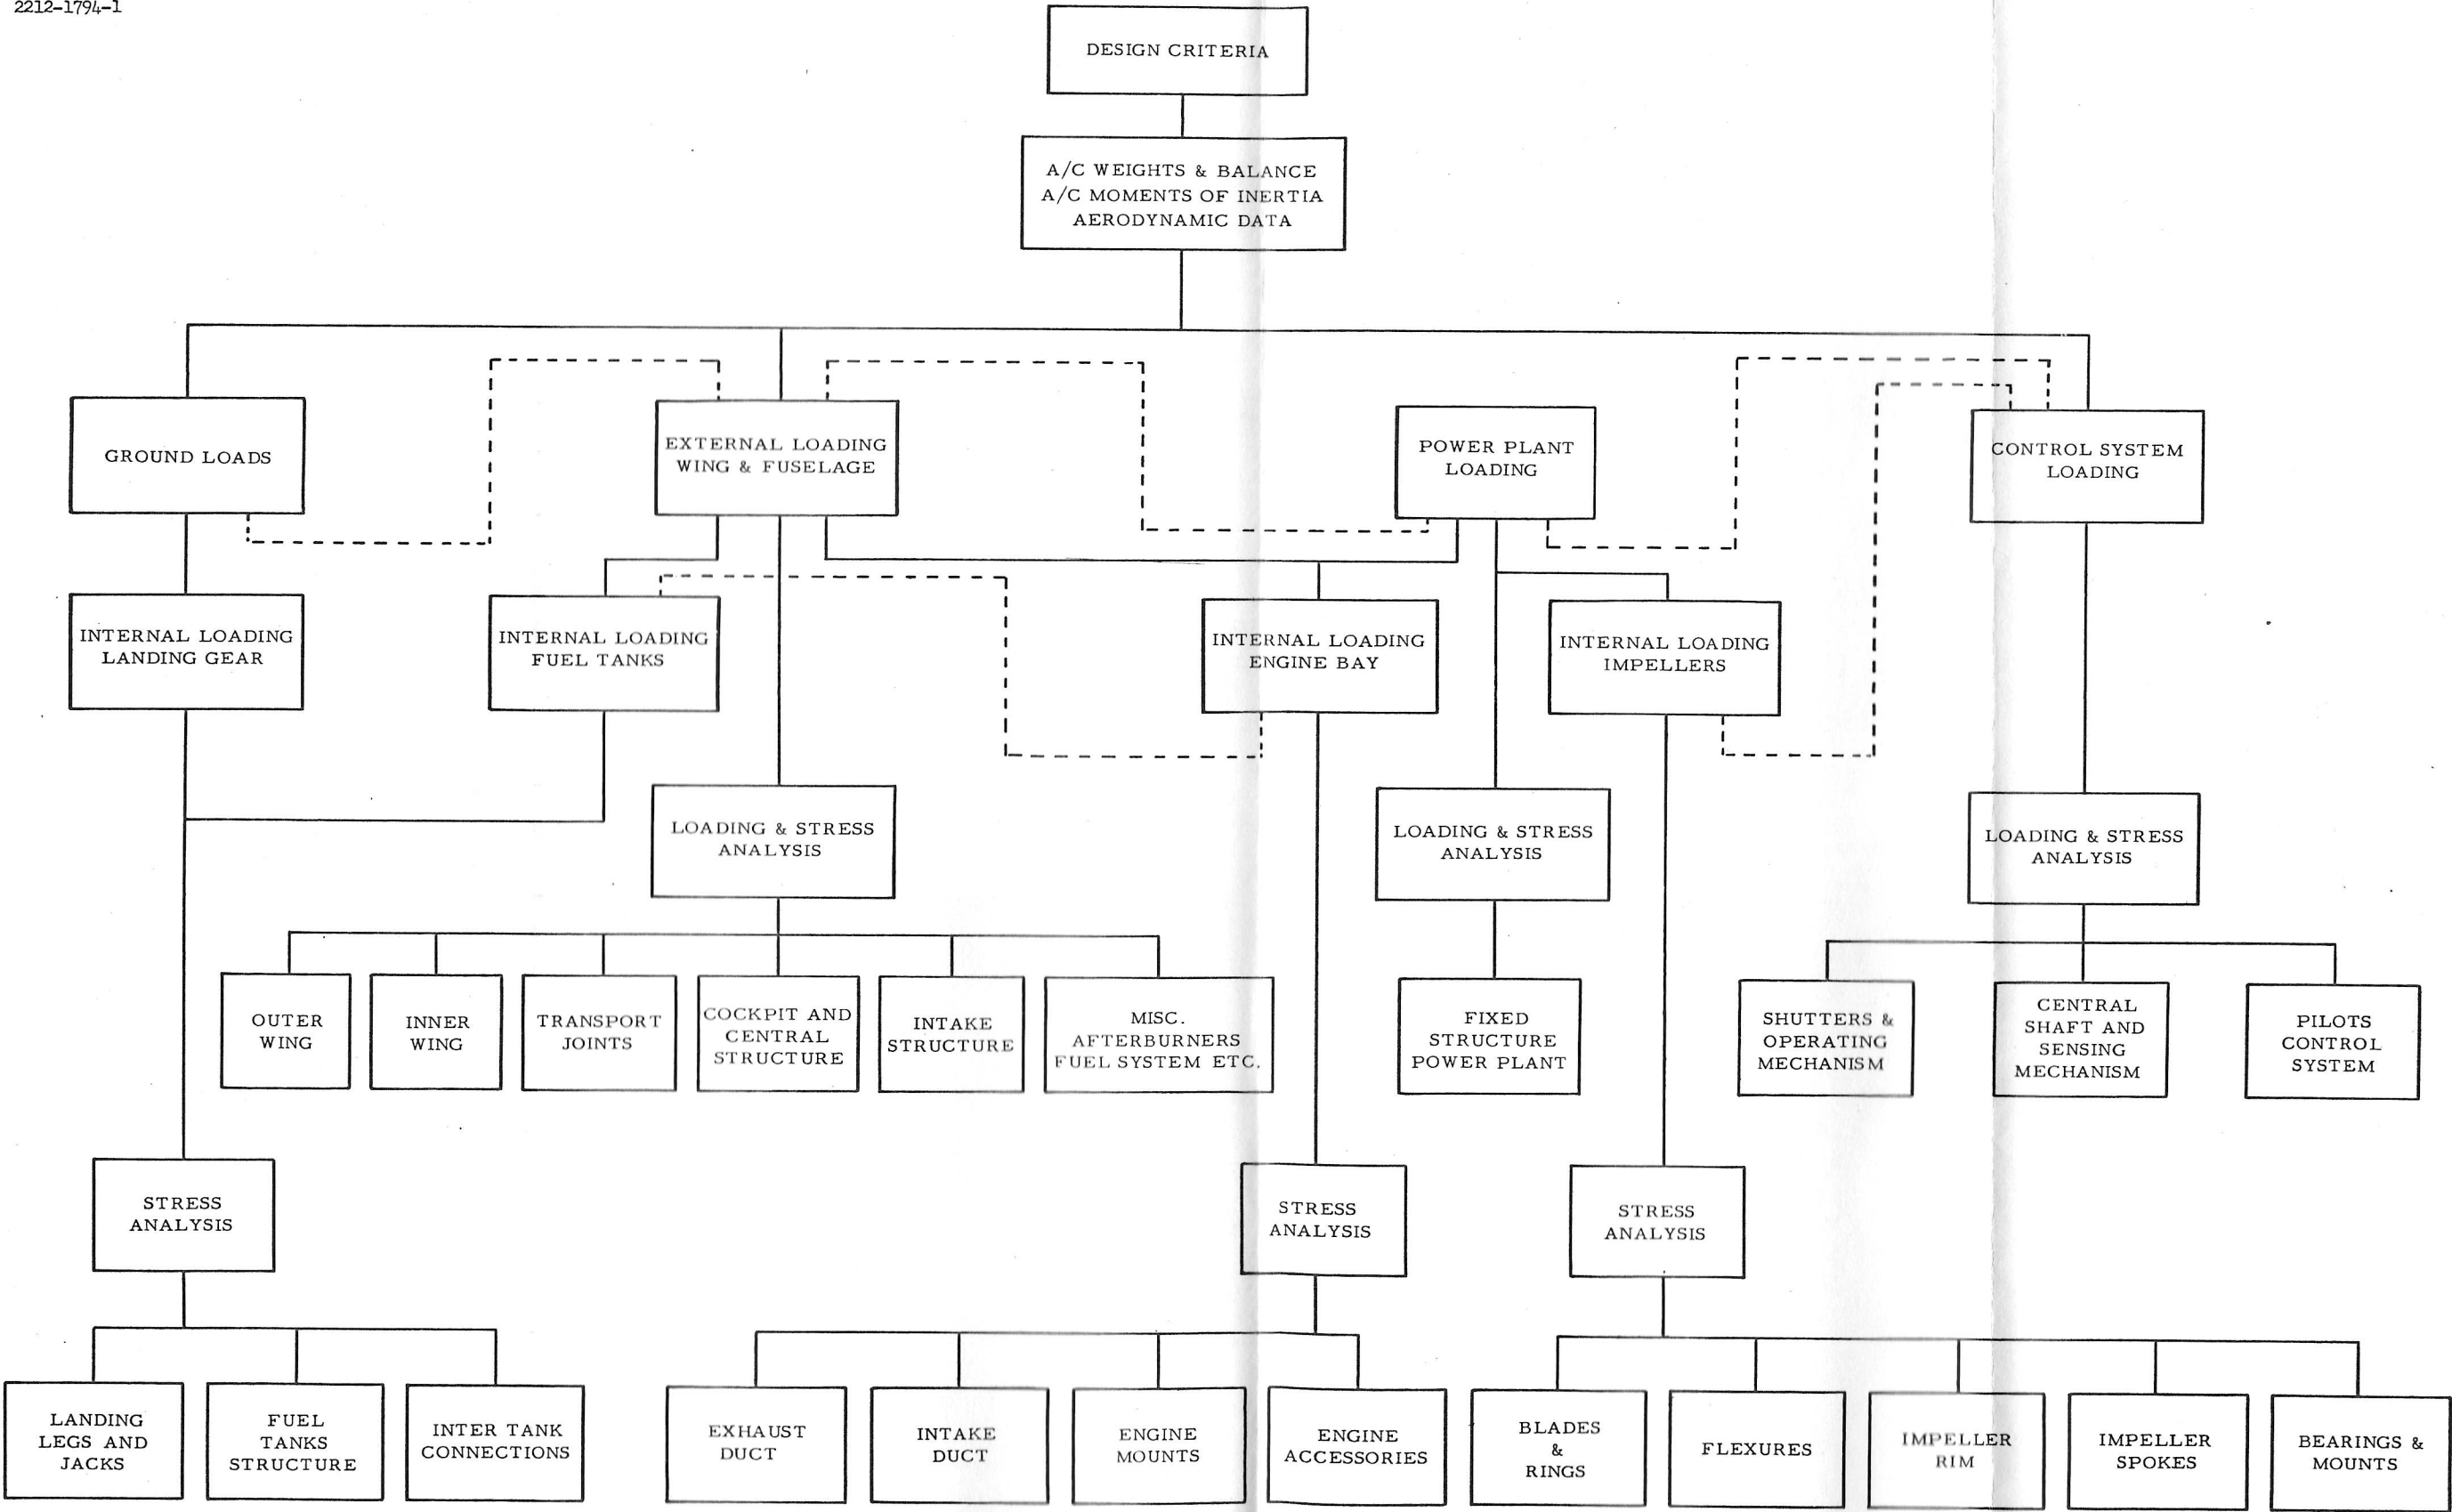 2212-1794-1
DESIGN CRITERIA
A/C WEIGHTS & BALANCE
A/C MOMENTS OF INERTIA
AERODYNAMIC DATA
GROUND LOADS
EXTERNAL LOADING
WING & FUSELAGE
POWER PLANT
LOADING
CONTROL SYSTEM
LOADING
INTERNAL LOADING
LANDING GEAR
INTERNAL LOADING
FUEL TANKS
INTERNAL LOADING
ENGINE BAY
INTERNAL LOADING
IMPELLERS
LOADING & STRESS
ANALYSIS
LOADING & STRESS
ANALYSIS
LOADING & STRESS
ANALYSIS
OUTER
WING
INNER
WING
TRANSPORT
JOINTS
COCKPIT AND
CENTRAL
STRUCTURE
INTAKE
STRUCTURE
MISC.
AFTERBURNERS
FUEL SYSTEM ETC.
FIXED
STRUCTURE
POWER PLANT
SHUTTERS &
OPERATING
MECHANISM
CENTRAL
SHAFT AND
SENSING
MECHANISM
PILOTS
CONTROL
SYSTEM
STRESS
ANALYSIS
STRESS
ANALYSIS
STRESS
ANALYSIS
LANDING
LEGS AND
JACKS
FUEL
TANKS
STRUCTURE
INTER TANK
CONNECTIONS
EXHAUST
DUCT
INTAKE
DUCT
ENGINE
MOUNTS
ENGINE
ACCESSORIES
BLADES
&
RINGS
FLEXURES
IMPELLER
RIM
IMPELLER
SPOKES
BEARINGS &
MOUNTS